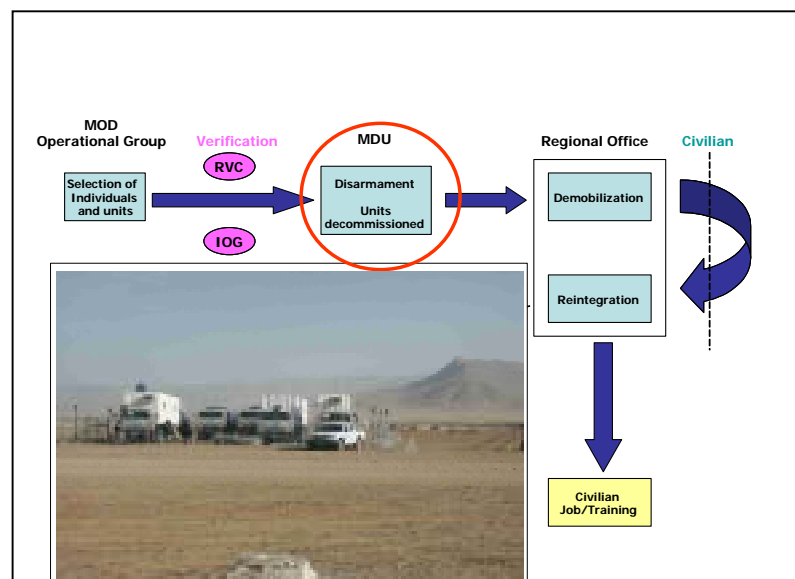 MOD
Operational Group
Verification
MDU
Regional Office
Civilian
RVC
Selection of
Individuals
and units
Disarmament
Units
decommissioned
Demobilization
IOG
Reintegration
Civilian
Job/Training